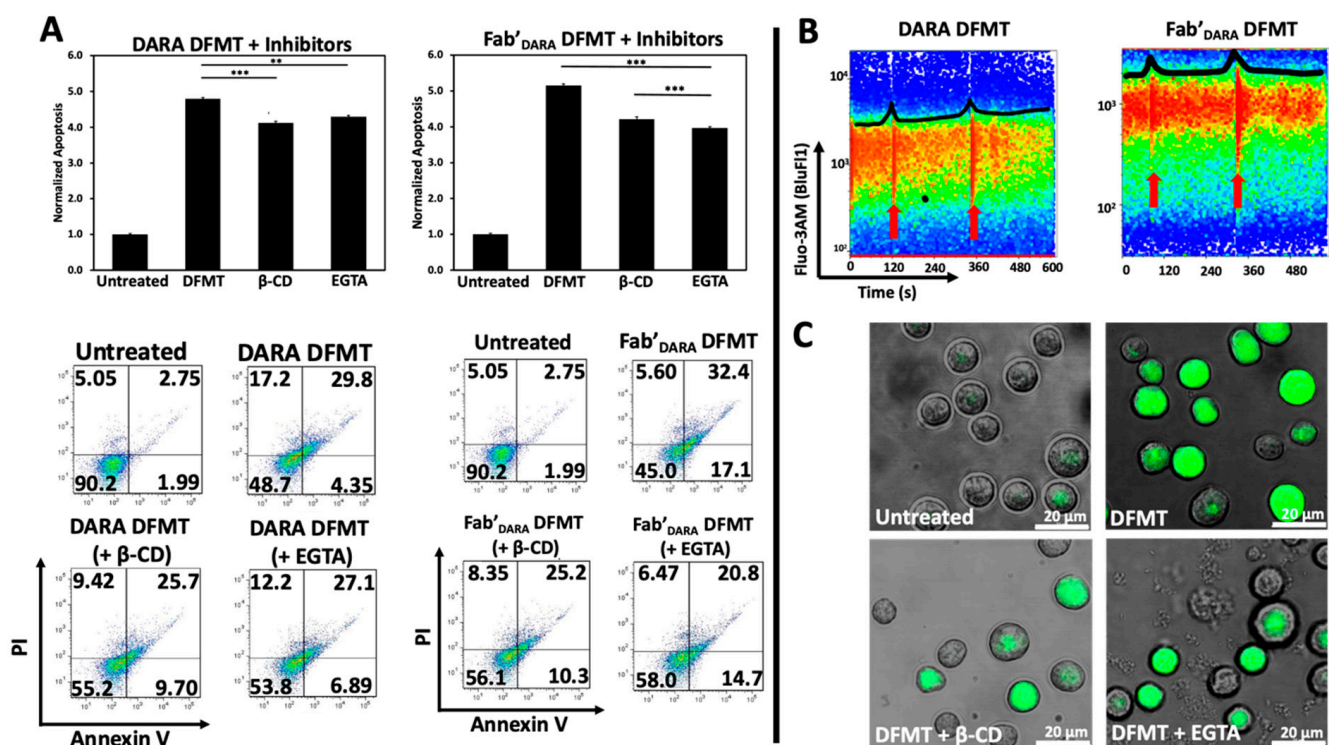 A
DARA DFMT + Inhibitors
Normalized Apoptosis
6.0
5.0
4.0
3.0
2.0
1.0
0.0
**
***
Untreated DFMT β-CD EGTA
Fab'DARA DFMT + Inhibitors
Normalized Apoptosis
6.0
5.0
4.0
3.0
2.0
1.0
0.0
***
***
Untreated DFMT β-CD EGTA
Untreated
5.05 2.75
90.2 1.99
DARA DFMT
17.2 29.8
48.7 4.35
DARA DFMT
(+ β-CD)
9.42 25.7
55.2 9.70
DARA DFMT
(+ EGTA)
12.2 27.1
53.8 6.89
PI
Annexin V
Untreated
5.05 2.75
90.2 1.99
Fab'DARA DFMT
5.60 32.4
45.0 17.1
Fab'DARA DFMT
(+ β-CD)
8.35 25.2
56.1 10.3
Fab'DARA DFMT
(+ EGTA)
6.47 20.8
58.0 14.7
PI
Annexin V
B
DARA DFMT
Fluo-3AM (BluFl1)
10⁴
10³
10²
0 120 240 360 480 600
Time (s)
Fab'DARA DFMT
10³
10²
0 120 240 360 480
C
Untreated
20 μm
DFMT
20 μm
DFMT + β-CD
20 μm
DFMT + EGTA
20 μm